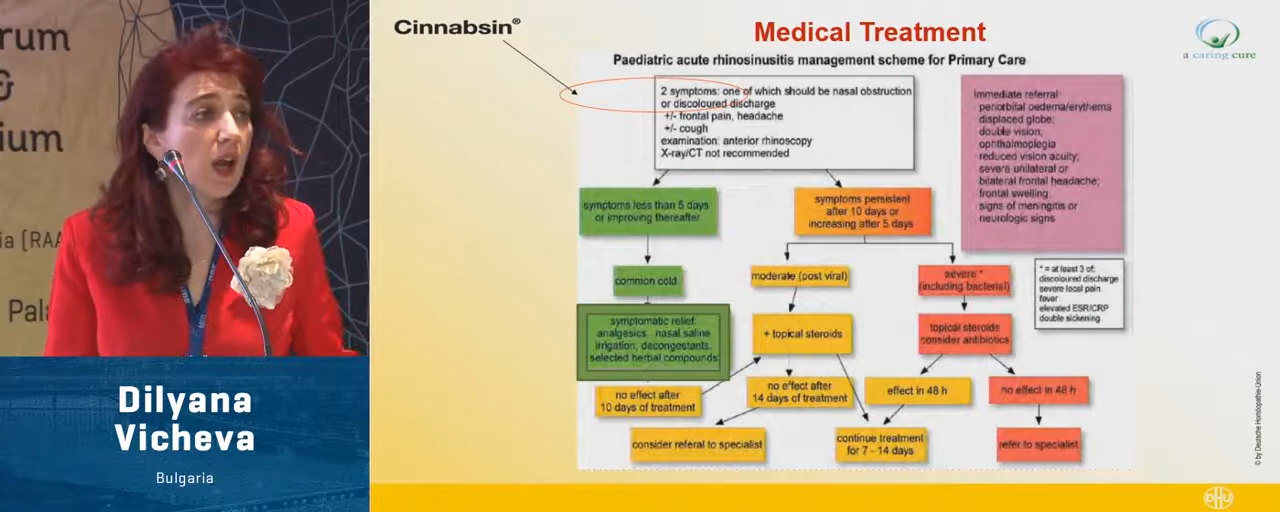 rum
&
ium
ia (RAA
Pala
Dilyana
Vicheva
Bulgaria
Cinnabsin®
Medical Treatment
a caring cure
Paediatric acute rhinosinusitis management scheme for Primary Care
2 symptoms: one of which should be nasal obstruction
or discoloured discharge
+/- frontal pain, headache
+/- cough
examination: anterior rhinoscopy
X-ray/CT not recommended
immediate referral:
periorbital oedema/erythema
displaced globe;
double vision;
ophthalmoplegia
reduced vision acuity;
severe unilateral or
bilateral frontal headache;
frontal swelling.
signs of meningitis or
neurologic signs
symptoms less than 5 days
or improving thereafter
symptoms persistent
after 10 days or
increasing after 5 days
common cold
moderate (post viral)
severe *
(including bacterial)
* = at least 3 of:
discoloured discharge
severe local pain
fever
elevated ESR/CRP
double sickening
symptomatic relief:
analgesics, nasal saline
irrigation, decongestants,
selected herbal compounds
+ topical steroids
topical steroids
consider antibiotics
no effect after
10 days of treatment
no effect after
14 days of treatment
effect in 48 h
no effect in 48 h
consider referal to specialist
continue treatment
for 7 - 14 days
refer to specialist
© by Deutsche Homöopathie-Union
DHU